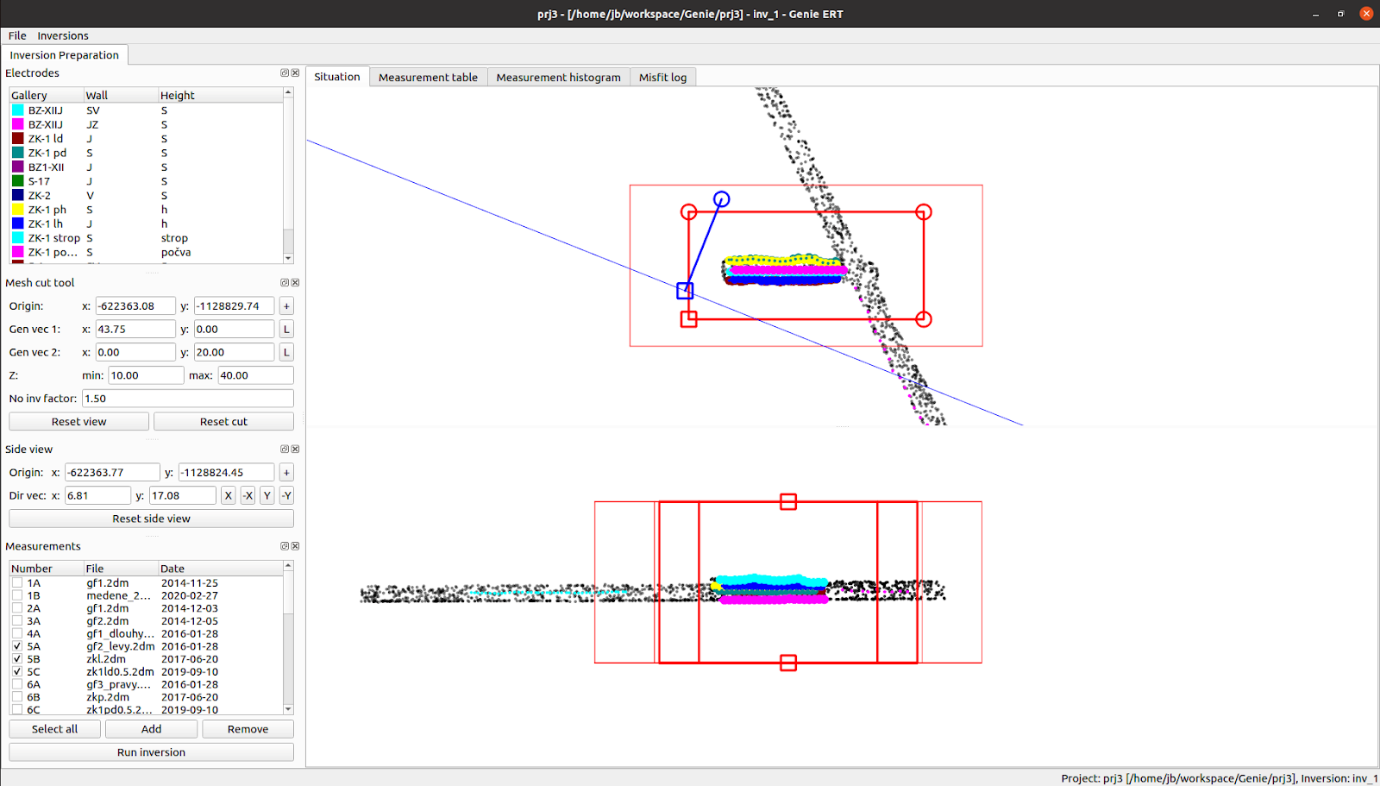 prj3 - [/home/jb/workspace/Genie/prj3] - inv_1 - Genie ERT
File Inversions
Inversion Preparation
Electrodes
Gallery Wall Height
BZ-XIIJ SV S
BZ-XIIJ JZ S
ZK-1 ld J S
ZK-1 pd S S
BZ1-XII J S
S-17 J S
ZK-2 V S
ZK-1 ph S h
ZK-1 lh J h
ZK-1 strop S strop
ZK-1 po... S počva
Mesh cut tool
Origin: x: -622363.08 y: -1128829.74 +
Gen vec 1: x: 43.75 y: 0.00 L
Gen vec 2: x: 0.00 y: 20.00 L
Z: min: 10.00 max: 40.00
No inv factor: 1.50
Reset view Reset cut
Side view
Origin: x: -622363.77 y: -1128824.45 +
Dir vec: x: 6.81 y: 17.08 X -X Y -Y
Reset side view
Measurements
Number File Date
1A gf1.2dm 2014-11-25
1B medene_2... 2020-02-27
2A gf1.2dm 2014-12-03
3A gf2.2dm 2014-12-05
4A gf1_dlouhy... 2016-01-28
5A gf2_levy.2dm 2016-01-28
5B zkl.2dm 2017-06-20
5C zk1ld0.5.2dm 2019-09-10
6A gf3_pravy.... 2016-01-28
6B zkp.2dm 2017-06-20
6C zk1pd0.5.2... 2019-09-10
Select all Add Remove
Run inversion
Situation Measurement table Measurement histogram Misfit log
Project: prj3 [/home/jb/workspace/Genie/prj3], Inversion: inv_1